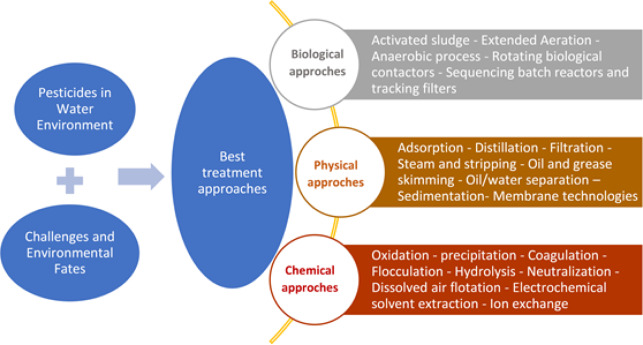 Pesticides in
Water
Environment
Challenges and
Environmental
Fates
Best
treatment
approaches
Biological
approches
Activated sludge - Extended Aeration -
Anaerobic process - Rotating biological
contactors - Sequencing batch reactors and
tracking filters
Physical
approches
Adsorption - Distillation - Filtration -
Steam and stripping - Oil and grease
skimming - Oil/water separation –
Sedimentation- Membrane technologies
Chemical
approaches
Oxidation - precipitation - Coagulation -
Flocculation - Hydrolysis - Neutralization -
Dissolved air flotation - Electrochemical
solvent extraction - Ion exchange